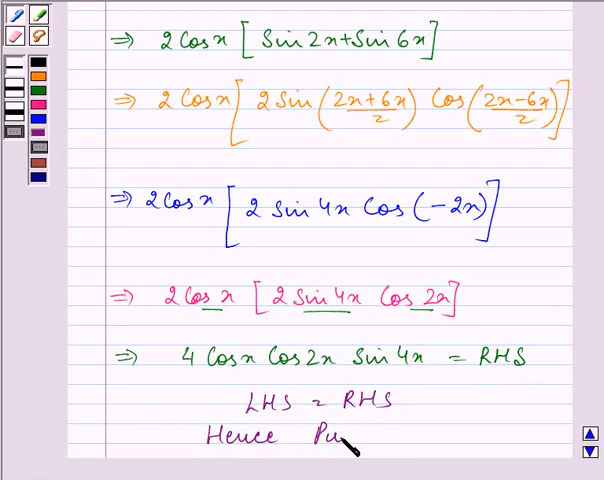 ⇒ 2 Cos x [ Sin 2x + Sin 6x ]
⇒ 2 Cos x [ 2 Sin ( (2x + 6x)/2 ) Cos ( (2x - 6x)/2 ) ]
⇒ 2 Cos x [ 2 Sin 4x Cos (-2x) ]
⇒ 2 Cos x [ 2 Sin 4x Cos 2x ]
⇒ 4 Cos x Cos 2x Sin 4x = RHS
LHS = RHS
Hence